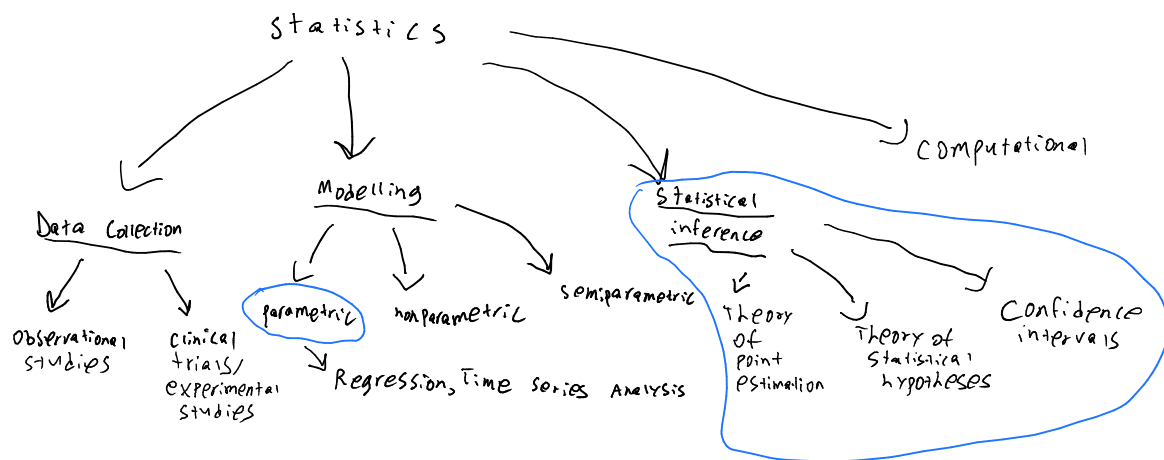 Statistics
Computational
Modelling
Statistical
inference
Data Collection
parametric
nonparametric
semiparametric
Observational
studies
Clinical
trials/
experimental
studies
Regression, Time series Analysis
Theory
of
point
estimation
Theory of
Statistical
hypotheses
Confidence
intervals